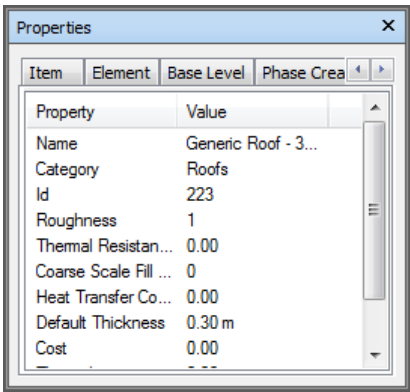 Properties
Item Element Base Level Phase Crea
Property Value
Name Generic Roof - 3...
Category Roofs
Id 223
Roughness 1
Thermal Resistan... 0.00
Coarse Scale Fill ... 0
Heat Transfer Co... 0.00
Default Thickness 0.30 m
Cost 0.00